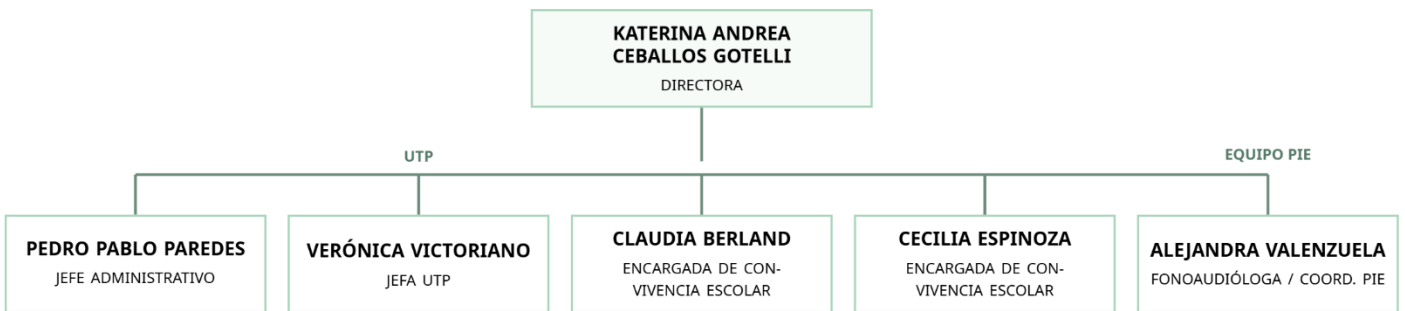 KATERINA ANDREA
CEBALLOS GOTELLI
DIRECTORA
UTP
EQUIPO PIE
PEDRO PABLO PAREDES
JEFE ADMINISTRATIVO
VERÓNICA VICTORIANO
JEFA UTP
CLAUDIA BERLAND
ENCARGADA DE CON-
VIVENCIA ESCOLAR
CECILIA ESPINOZA
ENCARGADA DE CON-
VIVENCIA ESCOLAR
ALEJANDRA VALENZUELA
FONOAUDIÓLOGA / COORD. PIE